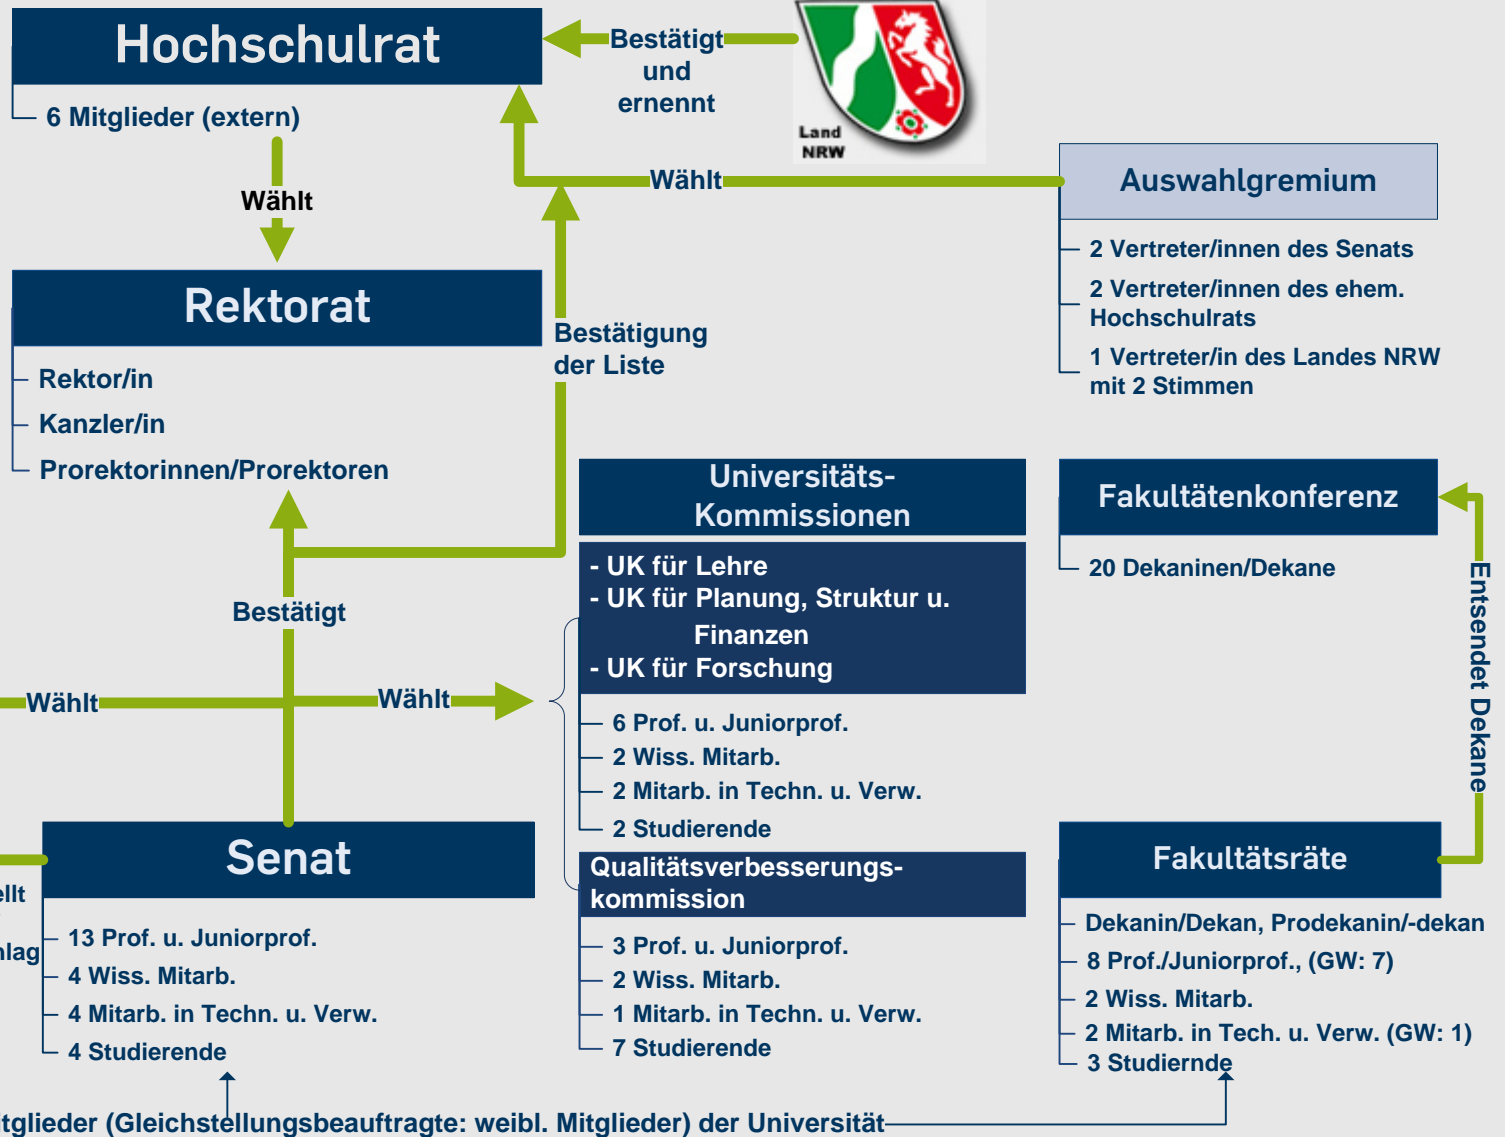 Hochschulrat
6 Mitglieder (extern)
Bestätigt
und
ernennt
Land
NRW
Wählt
Wählt
Auswahlgremium
2 Vertreter/innen des Senats
2 Vertreter/innen des ehem.
Hochschulrats
1 Vertreter/in des Landes NRW
mit 2 Stimmen
Rektorat
Rektor/in
Kanzler/in
Prorektorinnen/Prorektoren
Bestätigung
der Liste
Bestätigt
Wählt
Wählt
Universitäts-
Kommissionen
- UK für Lehre
- UK für Planung, Struktur u.
Finanzen
- UK für Forschung
6 Prof. u. Juniorprof.
2 Wiss. Mitarb.
2 Mitarb. in Techn. u. Verw.
2 Studierende
Qualitätsverbesserungs-
kommission
3 Prof. u. Juniorprof.
2 Wiss. Mitarb.
1 Mitarb. in Techn. u. Verw.
7 Studierende
Fakultätenkonferenz
20 Dekaninen/Dekane
Entsendet Dekane
Fakultätsräte
Dekanin/Dekan, Prodekanin/-dekan
8 Prof./Juniorprof., (GW: 7)
2 Wiss. Mitarb.
2 Mitarb. in Tech. u. Verw. (GW: 1)
3 Studiernde
Senat
ellt
hlag
13 Prof. u. Juniorprof.
4 Wiss. Mitarb.
4 Mitarb. in Techn. u. Verw.
4 Studierende
itglieder (Gleichstellungsbeauftragte: weibl. Mitglieder) der Universität